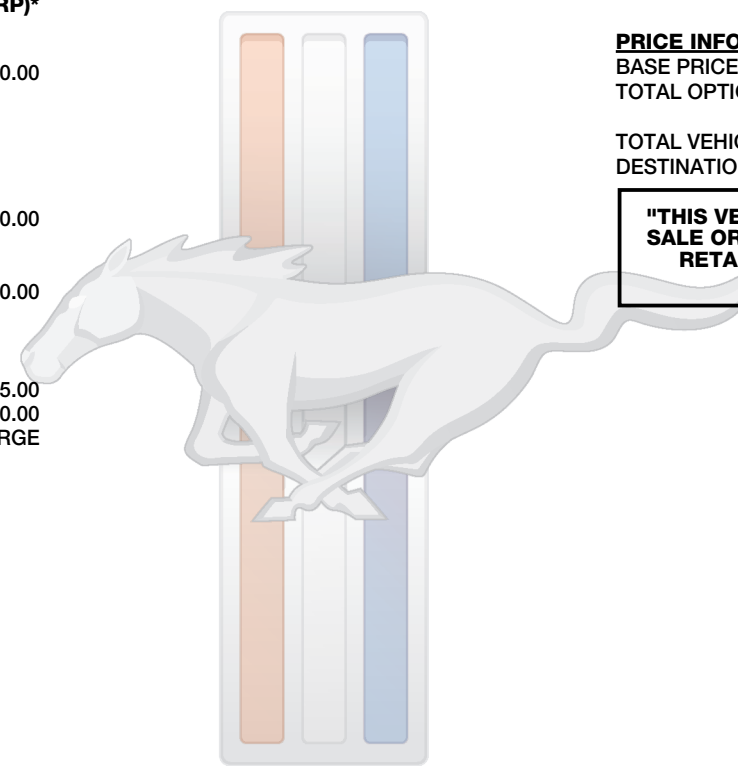 RP)*
0.00
0.00
0.00
5.00
0.00
RGE
PRICE INFO
BASE PRICE
TOTAL OPTIO
TOTAL VEHIC
DESTINATIO
"THIS VE
SALE OR
RETA